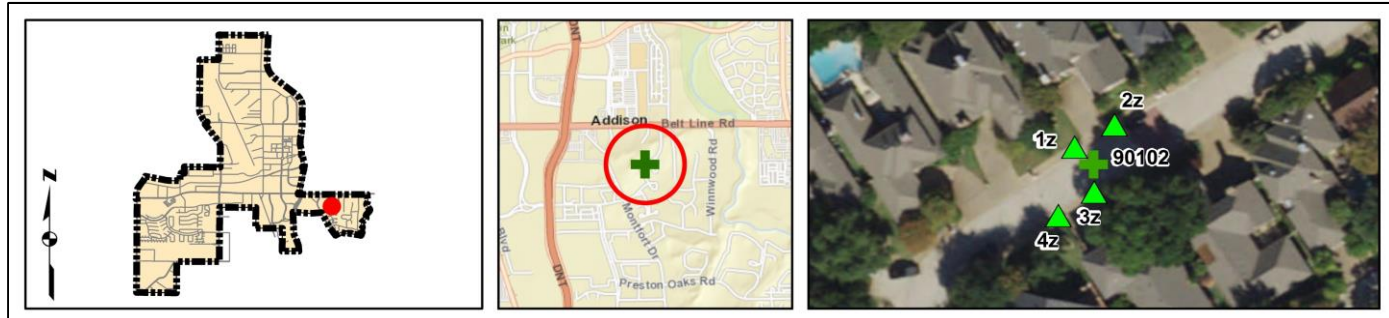 Z
DNT
Park
Addison
Belt Line Rd
Winnwood Rd
Montfort Dr
Blvd
DNT
Preston Oaks Rd
2z
1z
90102
3z
4z